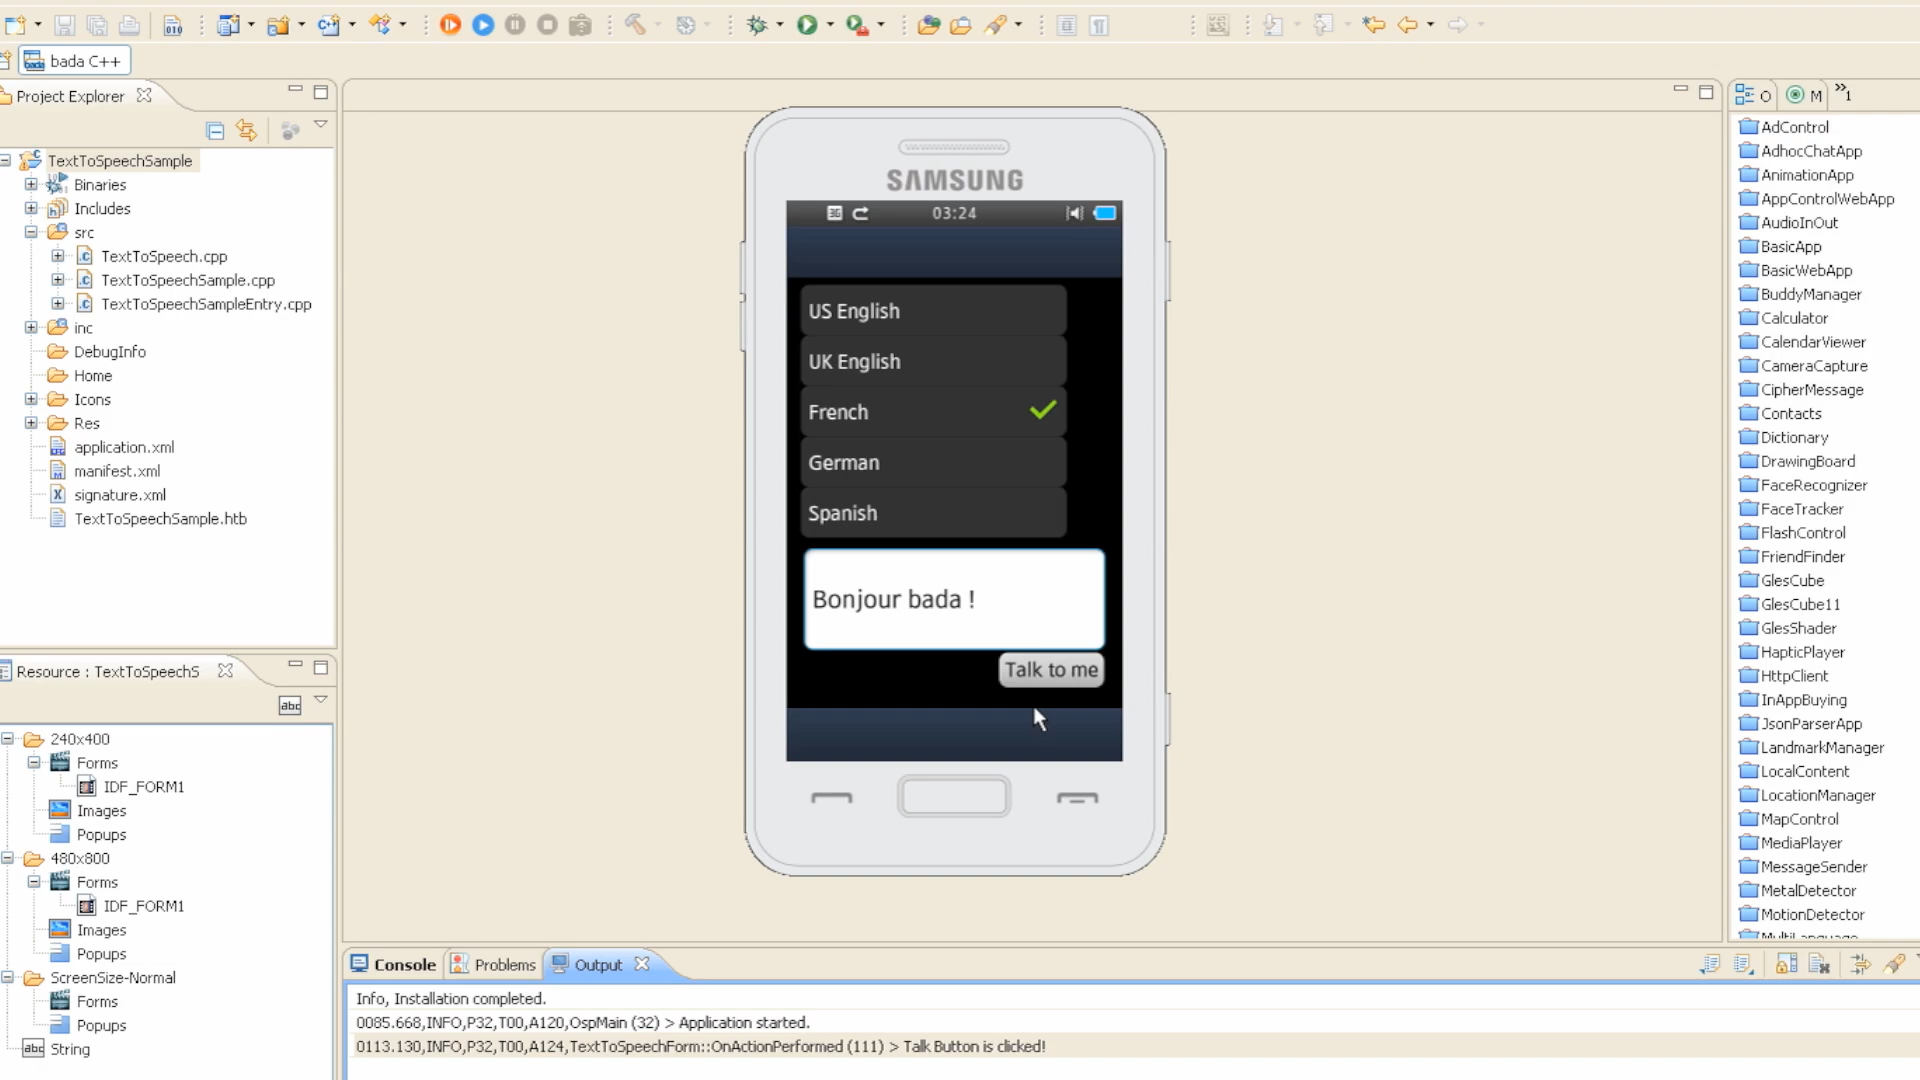 bada C++
Project Explorer
TextToSpeechSample
Binaries
Includes
src
TextToSpeech.cpp
TextToSpeechSample.cpp
TextToSpeechSampleEntry.cpp
inc
DebugInfo
Home
Icons
Res
application.xml
manifest.xml
signature.xml
TextToSpeechSample.htb
Resource : TextToSpeechS
abc
240x400
Forms
IDF_FORM1
Images
Popups
480x800
Forms
IDF_FORM1
Images
Popups
ScreenSize-Normal
Forms
Popups
abc String
SAMSUNG
3G 03:24
US English
UK English
French
German
Spanish
Bonjour bada !
Talk to me
Console Problems Output
Info, Installation completed.
0085.668,INFO,P32,T00,A120,OspMain (32) > Application started.
0113.130,INFO,P32,T00,A124,TextToSpeechForm::OnActionPerformed (111) > Talk Button is clicked!
O M »1
AdControl
AdhocChatApp
AnimationApp
AppControlWebApp
AudioInOut
BasicApp
BasicWebApp
BuddyManager
Calculator
CalendarViewer
CameraCapture
CipherMessage
Contacts
Dictionary
DrawingBoard
FaceRecognizer
FaceTracker
FlashControl
FriendFinder
GlesCube
GlesCube11
GlesShader
HapticPlayer
HttpClient
InAppBuying
JsonParserApp
LandmarkManager
LocalContent
LocationManager
MapControl
MediaPlayer
MessageSender
MetalDetector
MotionDetector